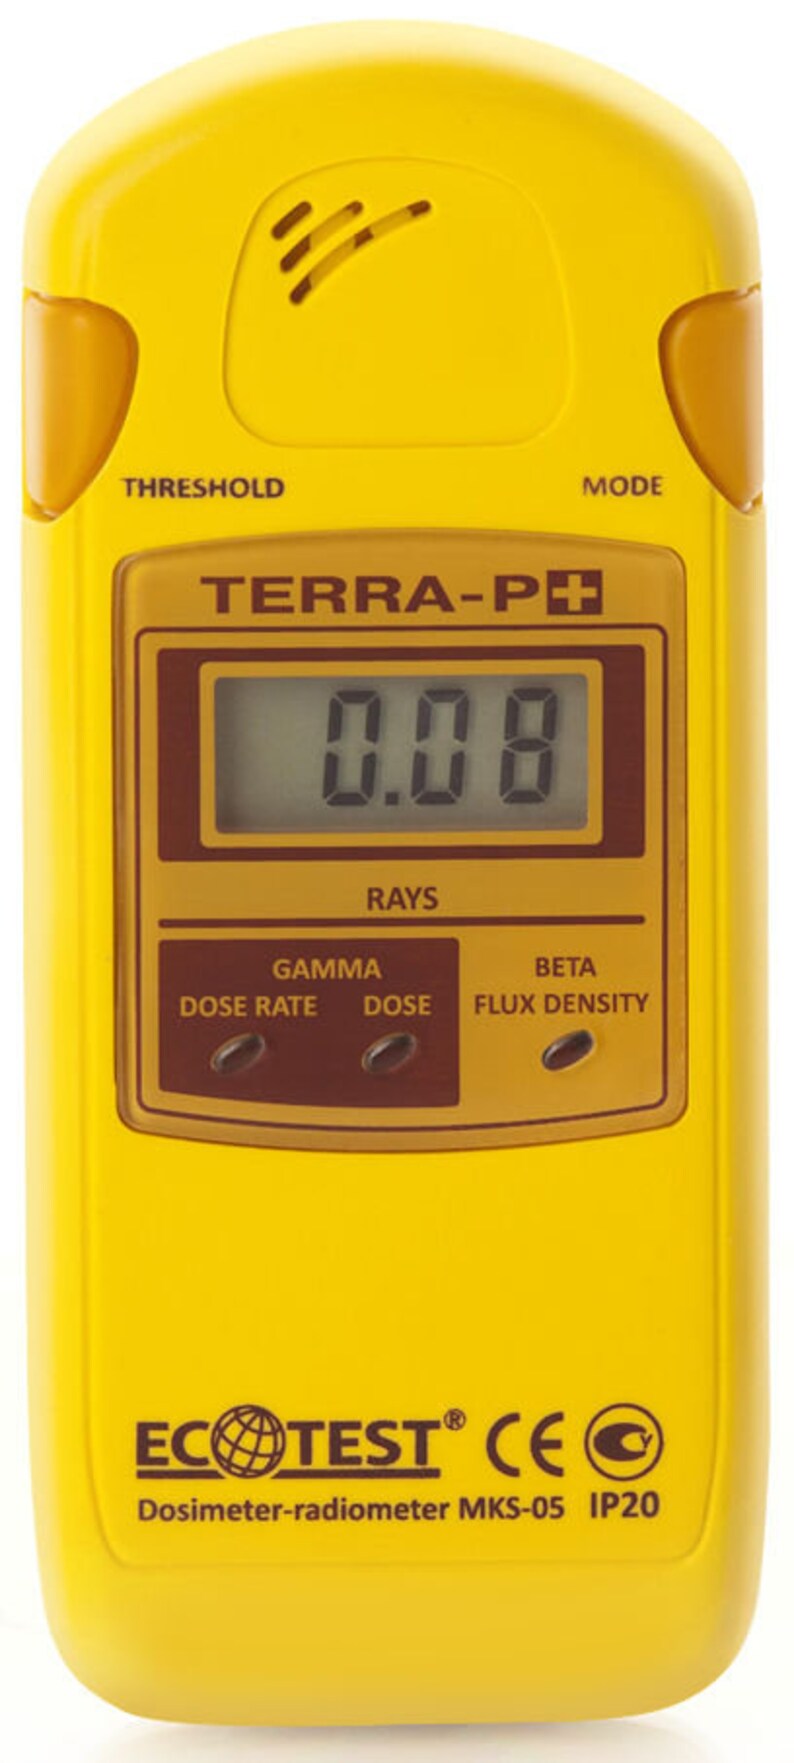 THRESHOLD MODE
TERRA-P+
0.08
RAYS
GAMMA
DOSE RATE DOSE
BETA
FLUX DENSITY
ECOTEST® CE
Dosimeter-radiometer MKS-05 IP20